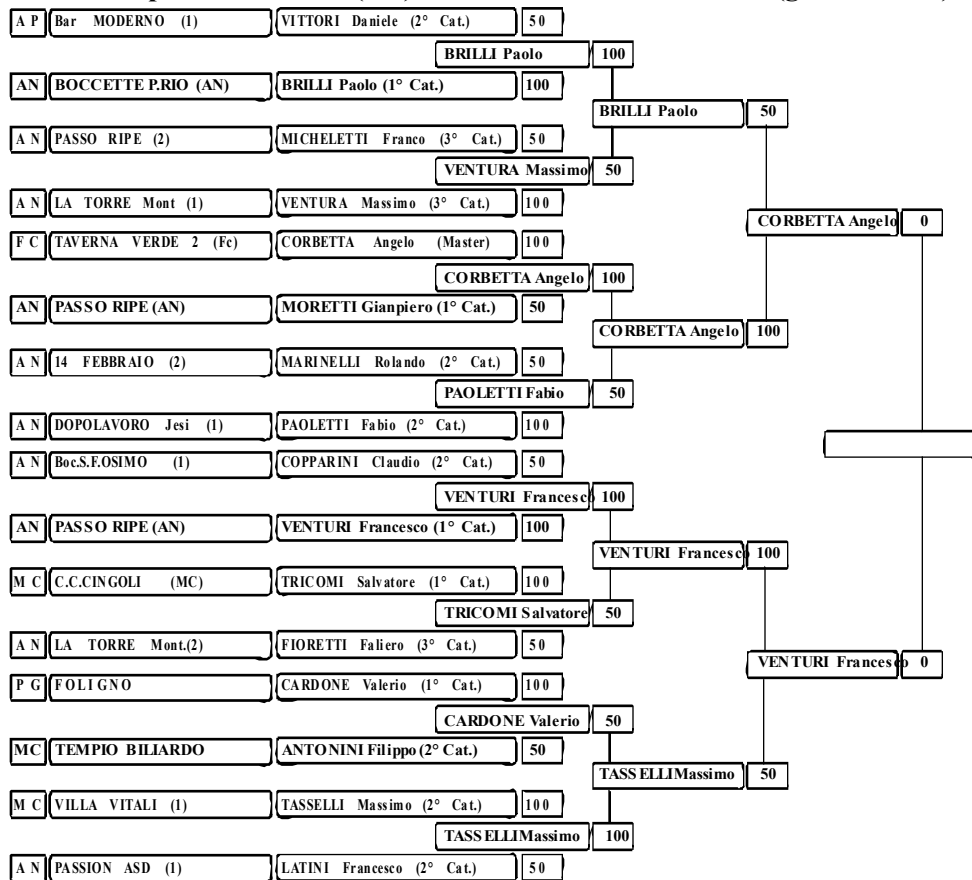 A P Bar MODERNO (1) VITTORI Daniele (2° Cat.) 50
BRILLI Paolo 100
AN BOCCETTE P.RIO (AN) BRILLI Paolo (1° Cat.) 100
BRILLI Paolo 50
A N PASSO RIPE (2) MICHELETTI Franco (3° Cat.) 50
VENTURA Massimo 50
A N LA TORRE Mont (1) VENTURA Massimo (3° Cat.) 100
CORBETTA Angelo 0
F C TAVERNA VERDE 2 (Fc) CORBETTA Angelo (Master) 100
CORBETTA Angelo 100
AN PASSO RIPE (AN) MORETTI Gianpiero (1° Cat.) 50
CORBETTA Angelo 100
A N 14 FEBBRAIO (2) MARINELLI Rolando (2° Cat.) 50
PAOLETTI Fabio 50
A N DOPOLAVORO Jesi (1) PAOLETTI Fabio (2° Cat.) 100
A N Boc.S.F.OSIMO (1) COPPARINI Claudio (2° Cat.) 50
VENTURI Francesco 100
AN PASSO RIPE (AN) VENTURI Francesco (1° Cat.) 100
VENTURI Francesco 100
M C C.C.CINGOLI (MC) TRICOMI Salvatore (1° Cat.) 100
TRICOMI Salvatore 50
A N LA TORRE Mont.(2) FIORETTI Faliero (3° Cat.) 50
VENTURI Francesco 0
P G FOLIGNO CARDONE Valerio (1° Cat.) 100
CARDONE Valerio 50
MC TEMPIO BILIARDO ANTONINI Filippo (2° Cat.) 50
TASSELLI Massimo 50
M C VILLA VITALI (1) TASSELLI Massimo (2° Cat.) 100
TASSELLI Massimo 100
A N PASSION ASD (1) LATINI Francesco (2° Cat.) 50